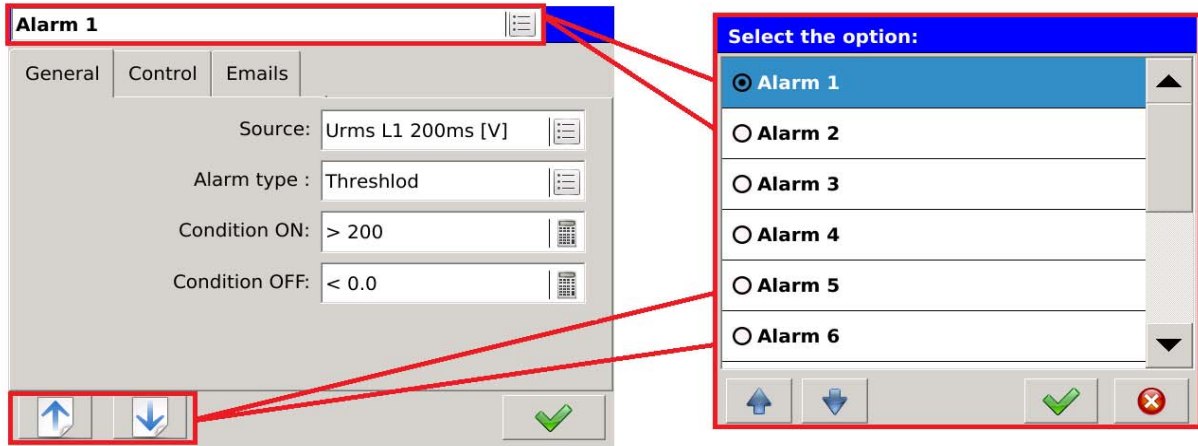 Alarm 1
General Control Emails
Source: Urms L1 200ms [V]
Alarm type : Threshlod
Condition ON: > 200
Condition OFF: < 0.0
Select the option:
Alarm 1
Alarm 2
Alarm 3
Alarm 4
Alarm 5
Alarm 6